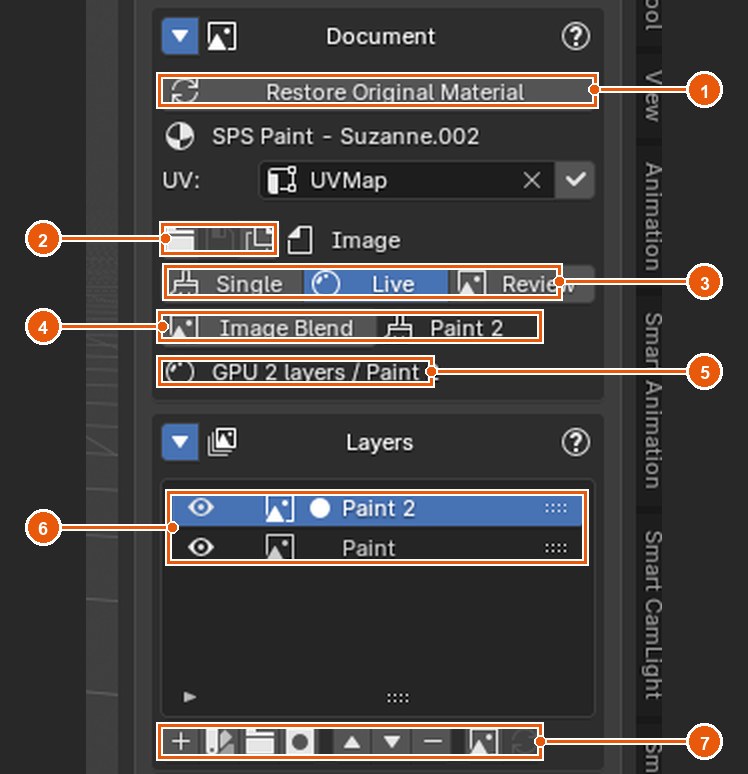 Document
1
Restore Original Material
SPS Paint - Suzanne.002
UV: UVMap
2
Image
Single Live Review
3
4
Image Blend Paint 2
GPU 2 layers / Paint
5
Layers
6
Paint 2
Paint
7
ool
View
Animation
Smart Animation
Smart CamLight
Sm